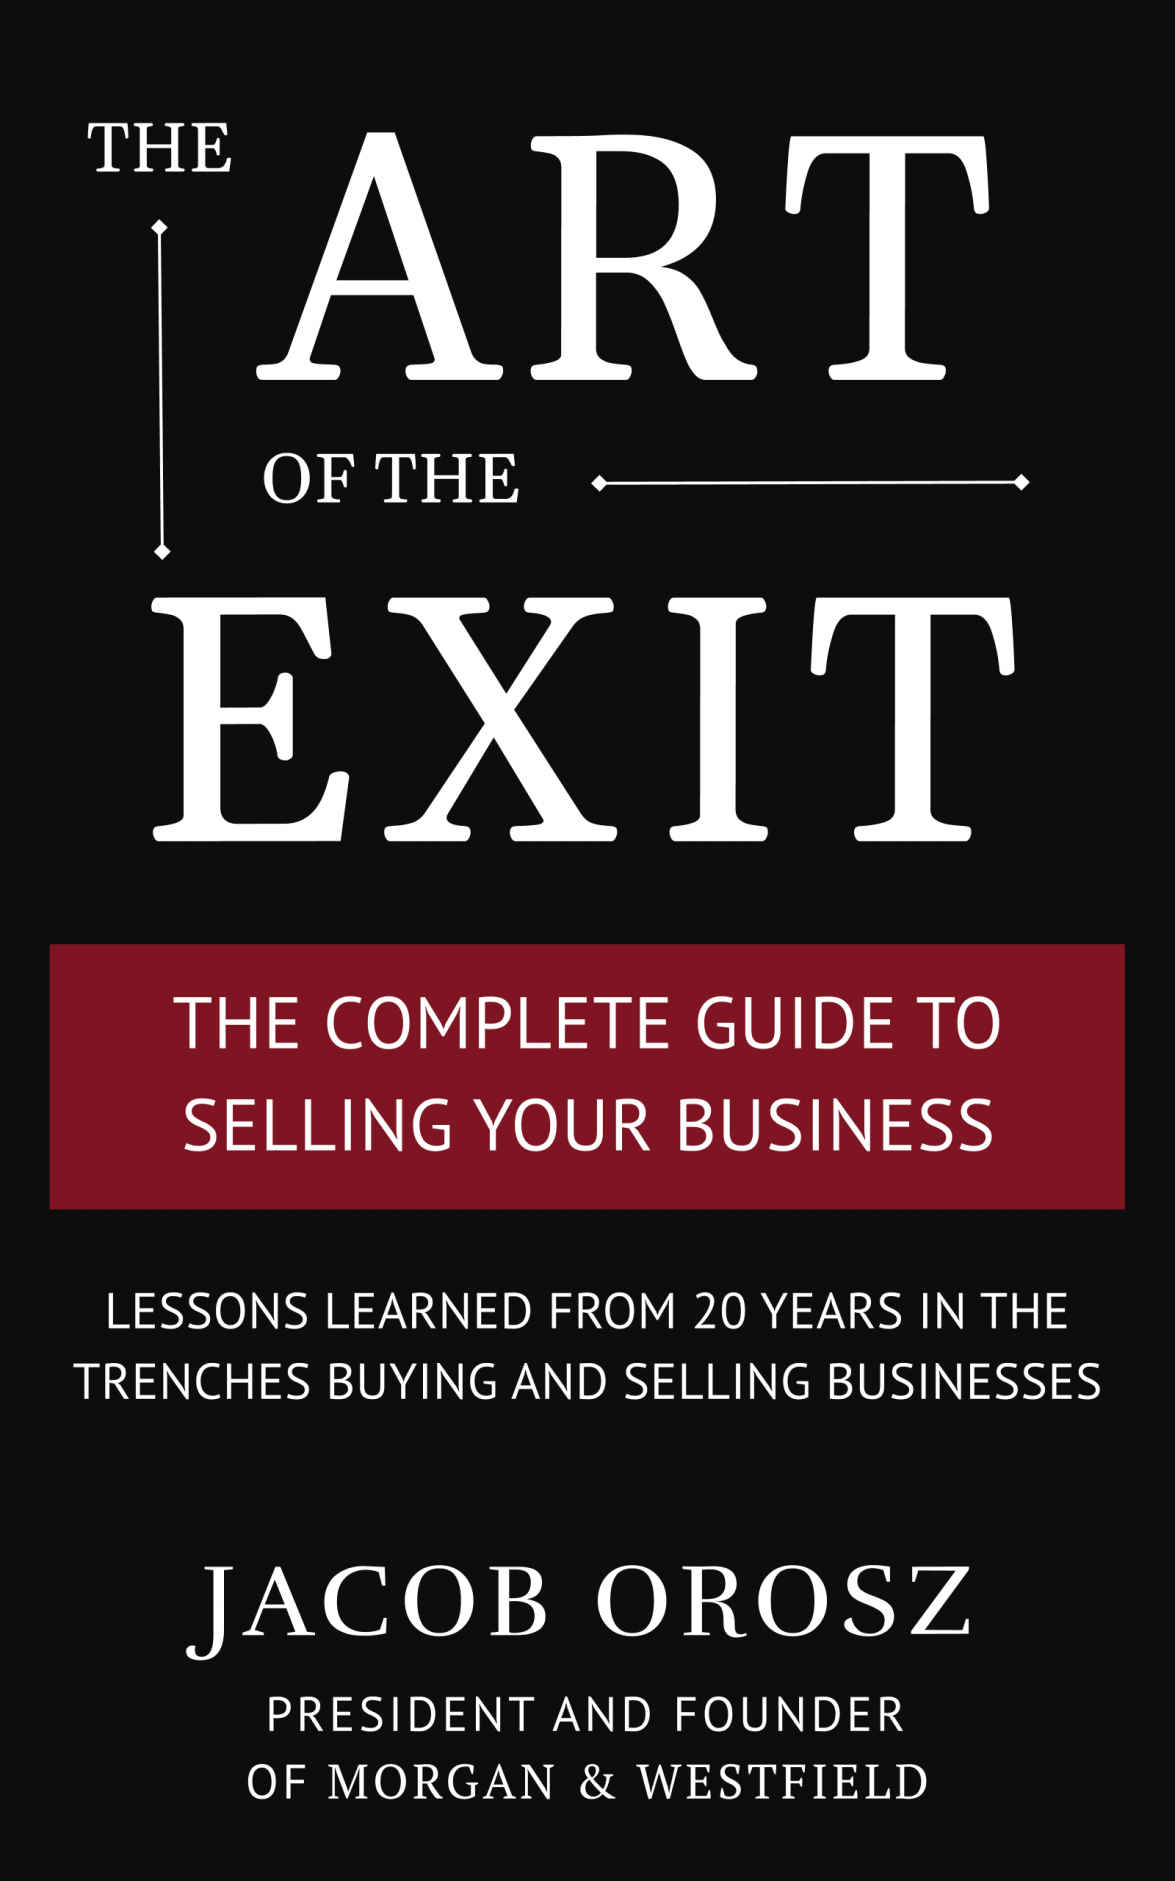 THE
ART
OF THE
EXIT
THE COMPLETE GUIDE TO
SELLING YOUR BUSINESS
LESSONS LEARNED FROM 20 YEARS IN THE
TRENCHES BUYING AND SELLING BUSINESSES
JACOB OROSZ
PRESIDENT AND FOUNDER
OF MORGAN & WESTFIELD